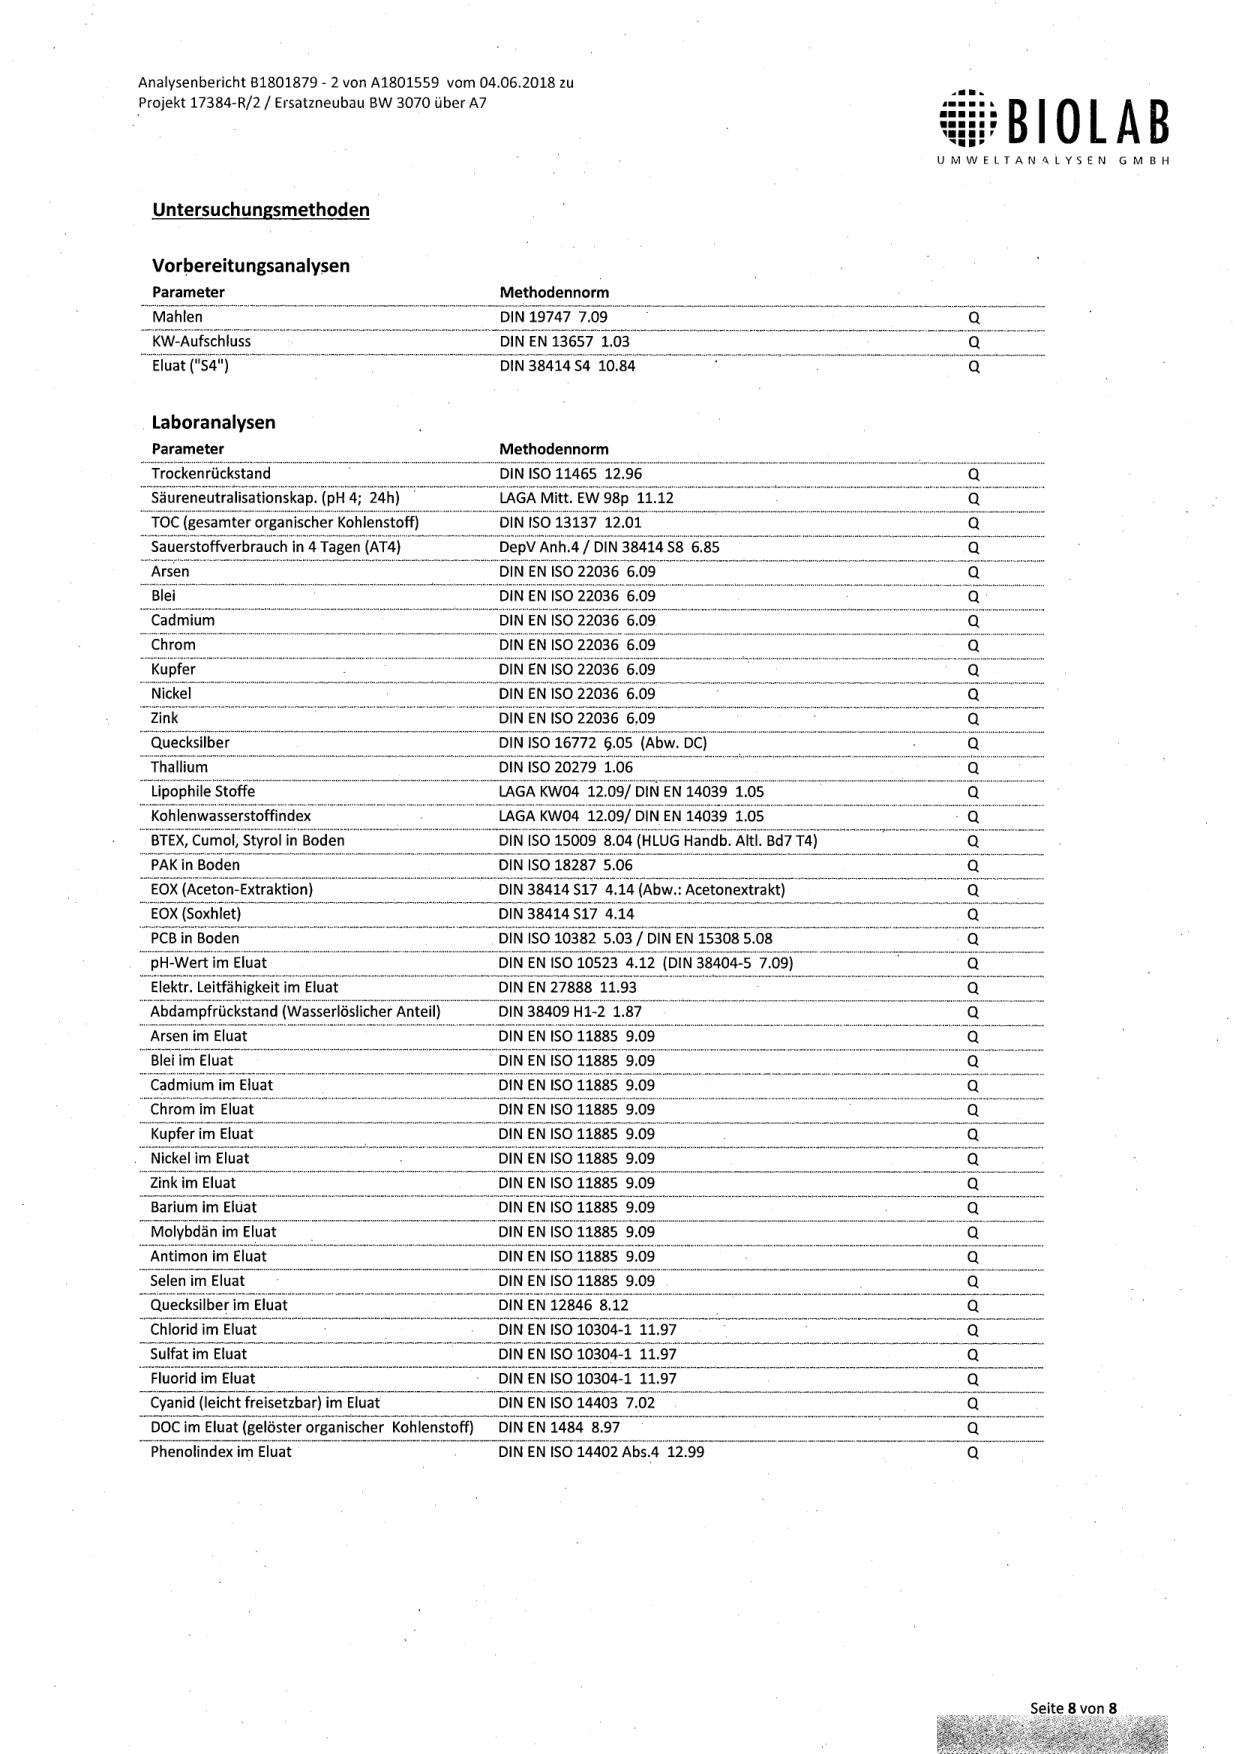 Analysenbericht B1801879 - 2 von A1801559 vom 04.06.2018 zu
Projekt 17384-R/2 / Ersatzneubau BW 3070 über A7
BIOLAB
UMWELTANALYSEN GMBH
Untersuchungsmethoden
Vorbereitungsanalysen
Parameter Methodennorm
Mahlen DIN 19747 7.09 Q
KW-Aufschluss DIN EN 13657 1.03 Q
Eluat ("S4") DIN 38414 S4 10.84 Q
Laboranalysen
Parameter Methodennorm
Trockenrückstand DIN ISO 11465 12.96 Q
Säureneutralisationskap. (pH 4; 24h) LAGA Mitt. EW 98p 11.12 Q
TOC (gesamter organischer Kohlenstoff) DIN ISO 13137 12.01 Q
Sauerstoffverbrauch in 4 Tagen (AT4) DepV Anh.4 / DIN 38414 S8 6.85 Q
Arsen DIN EN ISO 22036 6.09 Q
Blei DIN EN ISO 22036 6.09 Q
Cadmium DIN EN ISO 22036 6.09 Q
Chrom DIN EN ISO 22036 6.09 Q
Kupfer DIN EN ISO 22036 6.09 Q
Nickel DIN EN ISO 22036 6.09 Q
Zink DIN EN ISO 22036 6.09 Q
Quecksilber DIN ISO 16772 6.05 (Abw. DC) Q
Thallium DIN ISO 20279 1.06 Q
Lipophile Stoffe LAGA KW04 12.09/ DIN EN 14039 1.05 Q
Kohlenwasserstoffindex LAGA KW04 12.09/ DIN EN 14039 1.05 Q
BTEX, Cumol, Styrol in Boden DIN ISO 15009 8.04 (HLUG Handb. Altl. Bd7 T4) Q
PAK in Boden DIN ISO 18287 5.06 Q
EOX (Aceton-Extraktion) DIN 38414 S17 4.14 (Abw.: Acetonextrakt) Q
EOX (Soxhlet) DIN 38414 S17 4.14 Q
PCB in Boden DIN ISO 10382 5.03 / DIN EN 15308 5.08 Q
pH-Wert im Eluat DIN EN ISO 10523 4.12 (DIN 38404-5 7.09) Q
Elektr. Leitfähigkeit im Eluat DIN EN 27888 11.93 Q
Abdampfrückstand (Wasserlöslicher Anteil) DIN 38409 H1-2 1.87 Q
Arsen im Eluat DIN EN ISO 11885 9.09 Q
Blei im Eluat DIN EN ISO 11885 9.09 Q
Cadmium im Eluat DIN EN ISO 11885 9.09 Q
Chrom im Eluat DIN EN ISO 11885 9.09 Q
Kupfer im Eluat DIN EN ISO 11885 9.09 Q
Nickel im Eluat DIN EN ISO 11885 9.09 Q
Zink im Eluat DIN EN ISO 11885 9.09 Q
Barium im Eluat DIN EN ISO 11885 9.09 Q
Molybdän im Eluat DIN EN ISO 11885 9.09 Q
Antimon im Eluat DIN EN ISO 11885 9.09 Q
Selen im Eluat DIN EN ISO 11885 9.09 Q
Quecksilber im Eluat DIN EN 12846 8.12 Q
Chlorid im Eluat DIN EN ISO 10304-1 11.97 Q
Sulfat im Eluat DIN EN ISO 10304-1 11.97 Q
Fluorid im Eluat DIN EN ISO 10304-1 11.97 Q
Cyanid (leicht freisetzbar) im Eluat DIN EN ISO 14403 7.02 Q
DOC im Eluat (gelöster organischer Kohlenstoff) DIN EN 1484 8.97 Q
Phenolindex im Eluat DIN EN ISO 14402 Abs.4 12.99 Q
Seite 8 von 8